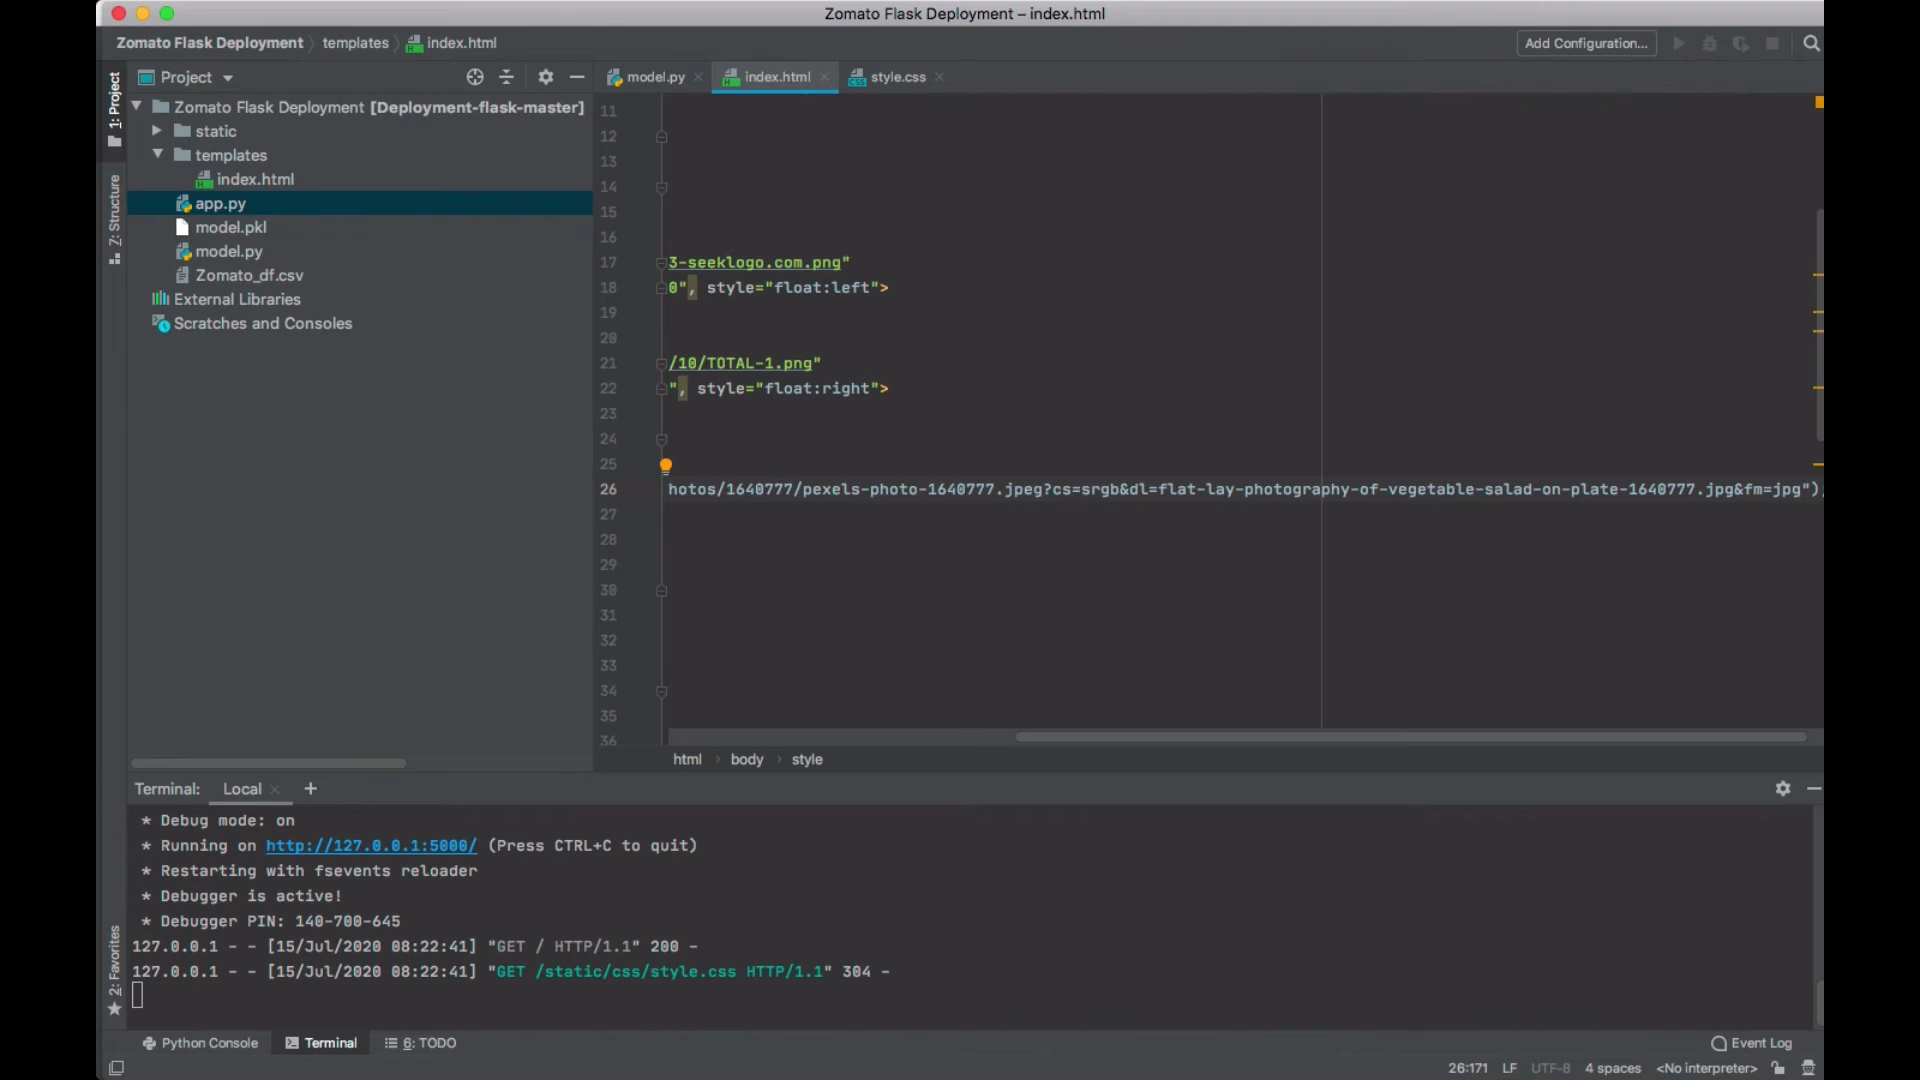 Zomato Flask Deployment – index.html
Zomato Flask Deployment templates index.html
Add Configuration...
1: Project
Z: Structure
2: Favorites
Project
Zomato Flask Deployment [Deployment-flask-master]
static
templates
index.html
app.py
model.pkl
model.py
Zomato_df.csv
External Libraries
Scratches and Consoles
model.py index.html style.css
11
12
13
14
15
16
17 3-seeklogo.com.png"
18 0", style="float:left">
19
20
21 /10/TOTAL-1.png"
22 ", style="float:right">
23
24
25
26 hotos/1640777/pexels-photo-1640777.jpeg?cs=srgb&dl=flat-lay-photography-of-vegetable-salad-on-plate-1640777.jpg&fm=jpg");
27
28
29
30
31
32
33
34
35
36
html body style
Terminal: Local +
* Debug mode: on
* Running on http://127.0.0.1:5000/ (Press CTRL+C to quit)
* Restarting with fsevents reloader
* Debugger is active!
* Debugger PIN: 140-700-645
127.0.0.1 - - [15/Jul/2020 08:22:41] "GET / HTTP/1.1" 200 -
127.0.0.1 - - [15/Jul/2020 08:22:41] "GET /static/css/style.css HTTP/1.1" 304 -
Python Console Terminal 6: TODO Event Log
26:171 LF UTF-8 4 spaces <No interpreter>